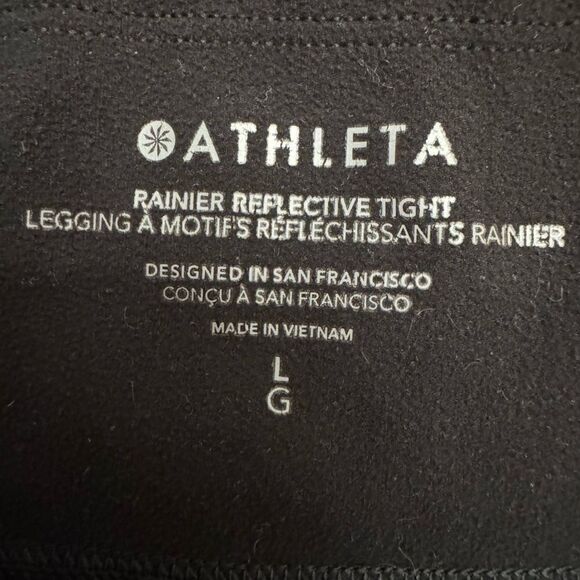 ATHLETA
RAINIER REFLECTIVE TIGHT
LEGGING À MOTIFS RÉFLÉCHISSANTS RAINIER
DESIGNED IN SAN FRANCISCO
CONÇU À SAN FRANCISCO
MADE IN VIETNAM
L
G